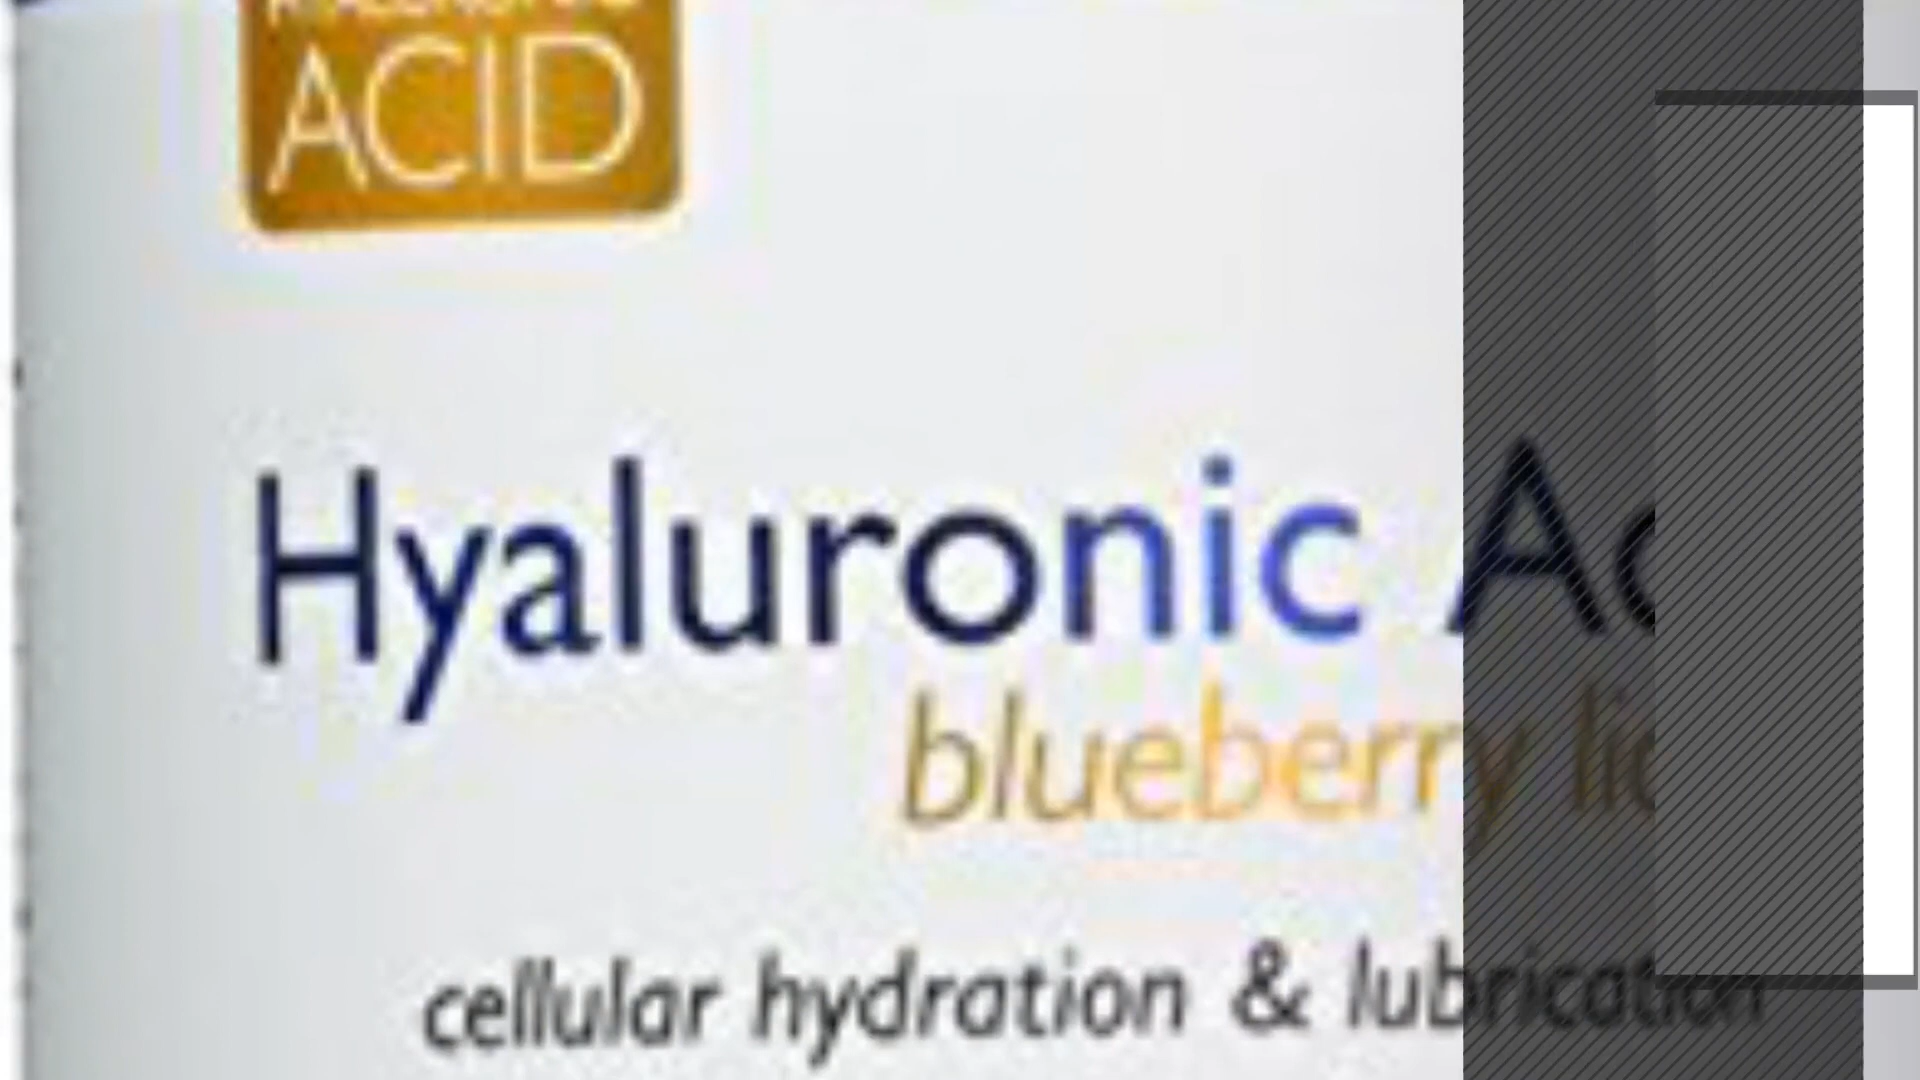 ACID
Hyaluronic
blueberry
cellular hydration & lubrication